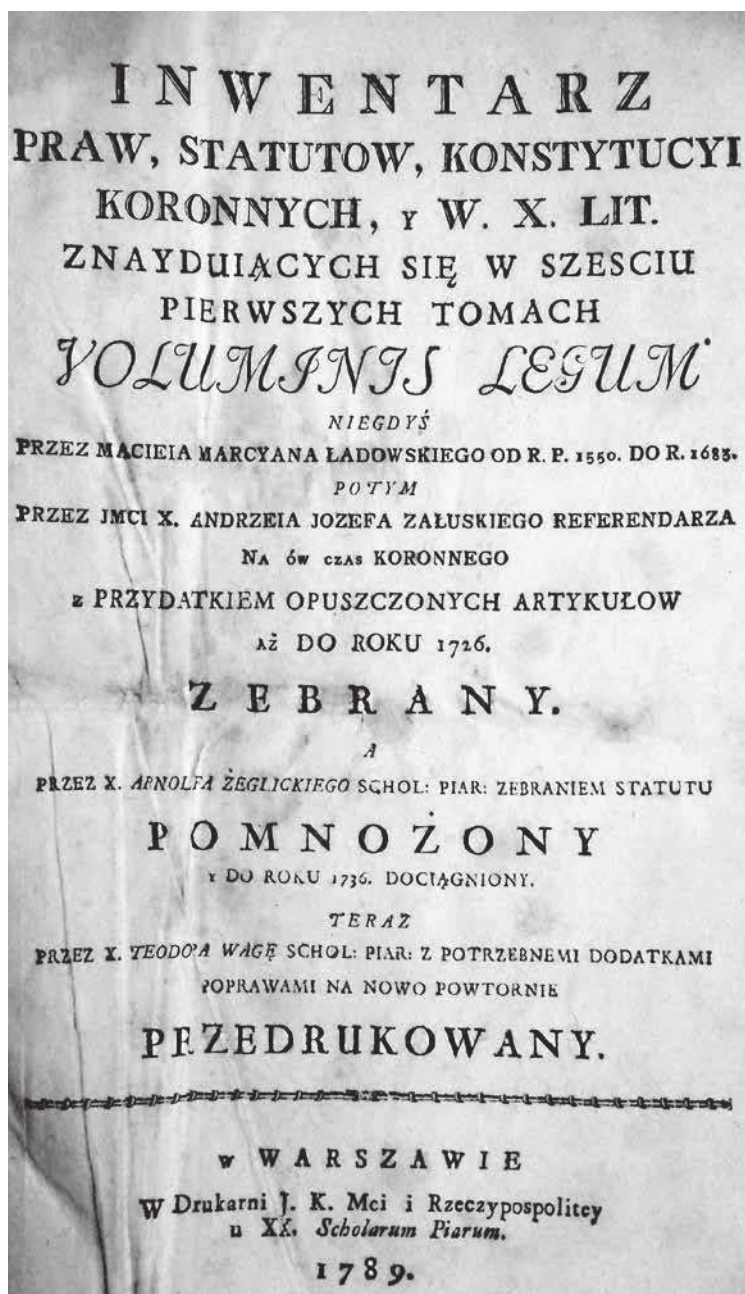 INWENTARZ
PRAW, STATUTOW, KONSTYTUCYI
KORONNYCH, Y W. X. LIT.
ZNAYDUIĄCYCH SIĘ W SZESCIU
PIERWSZYCH TOMACH
VOLUMINIS LEGUM
NIEGDYŚ
PRZEZ MACIEIA MARCYANA ŁADOWSKIEGO OD R. P. 1550. DO R. 1683.
POTYM
PRZEZ JMCI X. ANDRZEIA JOZEFA ZAŁUSKIEGO REFERENDARZA
NA ÓW CZAS KORONNEGO
Z PRZYDATKIEM OPUSZCZONYCH ARTYKUŁOW
AŻ DO ROKU 1726.
ZEBRANY.
A
PRZEZ X. ARNOLFA ŻEGLICKIEGO SCHOL: PIAR: ZEBRANIEM STATUTU
POMNOŻONY
Y DO ROKU 1736. DOCIĄGNIONY.
TERAZ
PRZEZ X. TEODORA WAGĘ SCHOL: PIAR: Z POTRZEBNEMI DODATKAMI
POPRAWAMI NA NOWO POWTORNIE
PRZEDRUKOWANY.
W WARSZAWIE
W Drukarni J. K. Mci i Rzeczypospolitey
u XX. Scholarum Piarum.
1789.